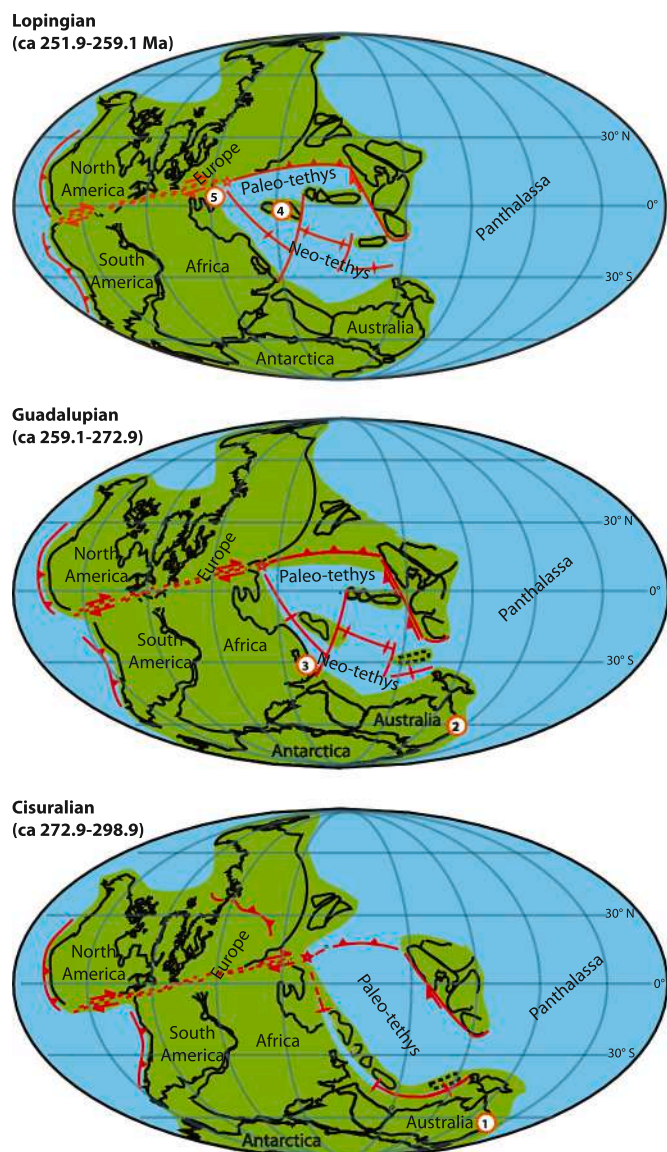 Lopingian
(ca 251.9-259.1 Ma)
30° N
North
America
Europe
Paleo-tethys
5
4
0°
Panthalassa
South
America
Africa
Neo-tethys
30° S
Australia
Antarctica
Guadalupian
(ca 259.1-272.9)
30° N
North
America
Europe
Paleo-tethys
0°
Panthalassa
South
America
Africa
3
Neo-tethys
30° S
Australia
2
Antarctica
Cisuralian
(ca 272.9-298.9)
30° N
North
America
Europe
Panthalassa
0°
Paleo-tethys
South
America
Africa
30° S
Australia
1
Antarctica